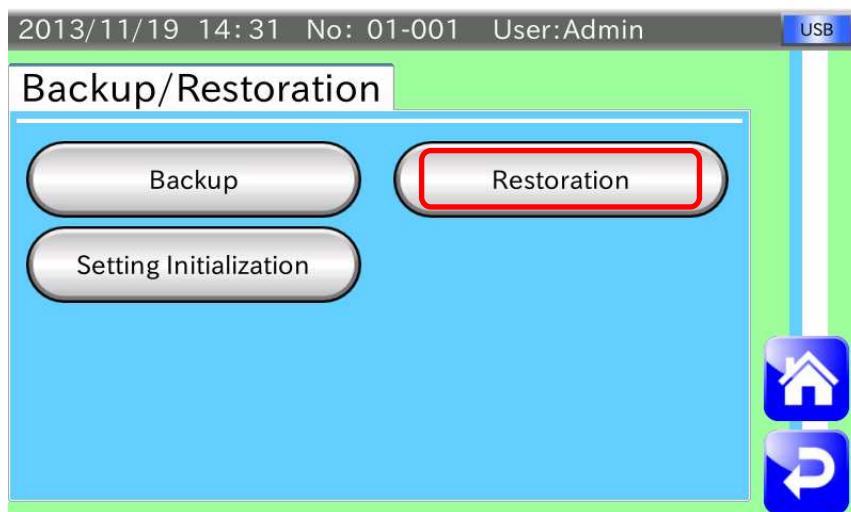 2013/11/19 14:31 No: 01-001 User:Admin USB
Backup/Restoration
Backup Restoration
Setting Initialization